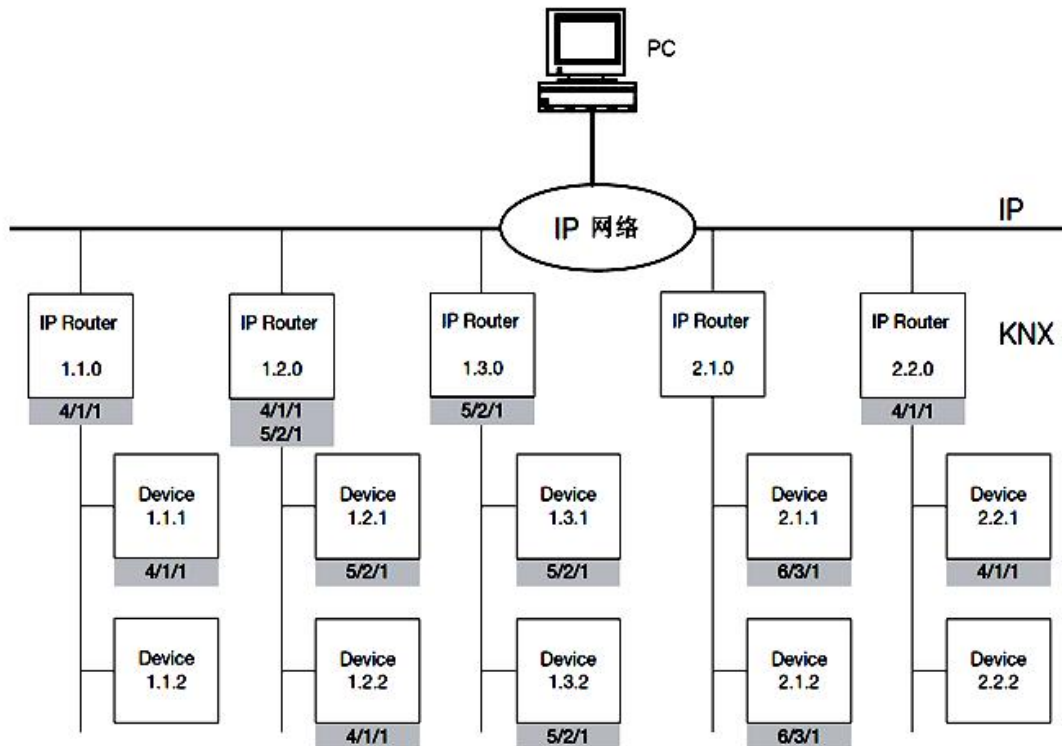 PC
IP 网络
IP
KNX
IP Router
1.1.0
4/1/1
IP Router
1.2.0
4/1/1
5/2/1
IP Router
1.3.0
5/2/1
IP Router
2.1.0
IP Router
2.2.0
4/1/1
Device
1.1.1
4/1/1
Device
1.2.1
5/2/1
Device
1.3.1
5/2/1
Device
2.1.1
6/3/1
Device
2.2.1
4/1/1
Device
1.1.2
Device
1.2.2
4/1/1
Device
1.3.2
5/2/1
Device
2.1.2
6/3/1
Device
2.2.2